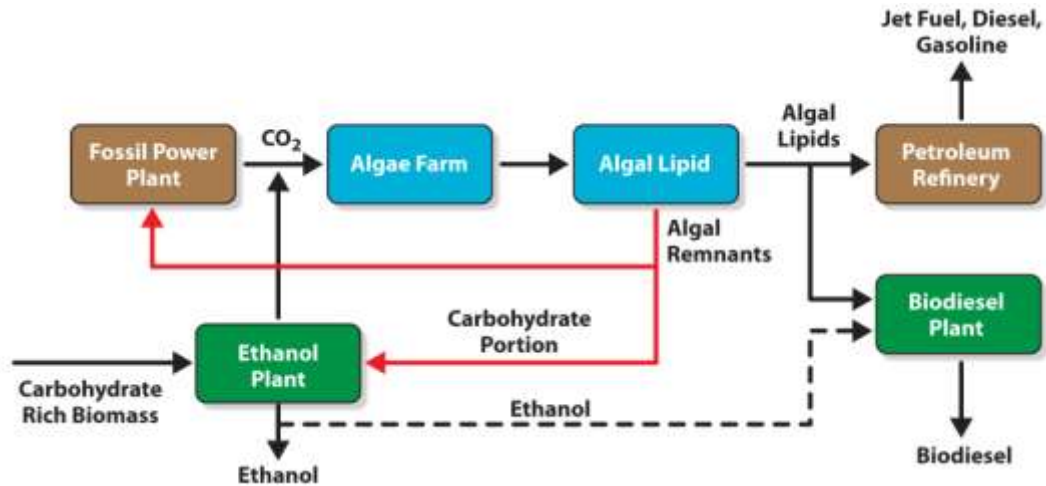 Jet Fuel, Diesel,
Gasoline
CO2
Algal
Lipids
Fossil Power
Plant
Algae Farm
Algal Lipid
Petroleum
Refinery
Algal
Remnants
Carbohydrate
Portion
Biodiesel
Plant
Ethanol
Plant
Carbohydrate
Rich Biomass
Ethanol
Ethanol
Biodiesel